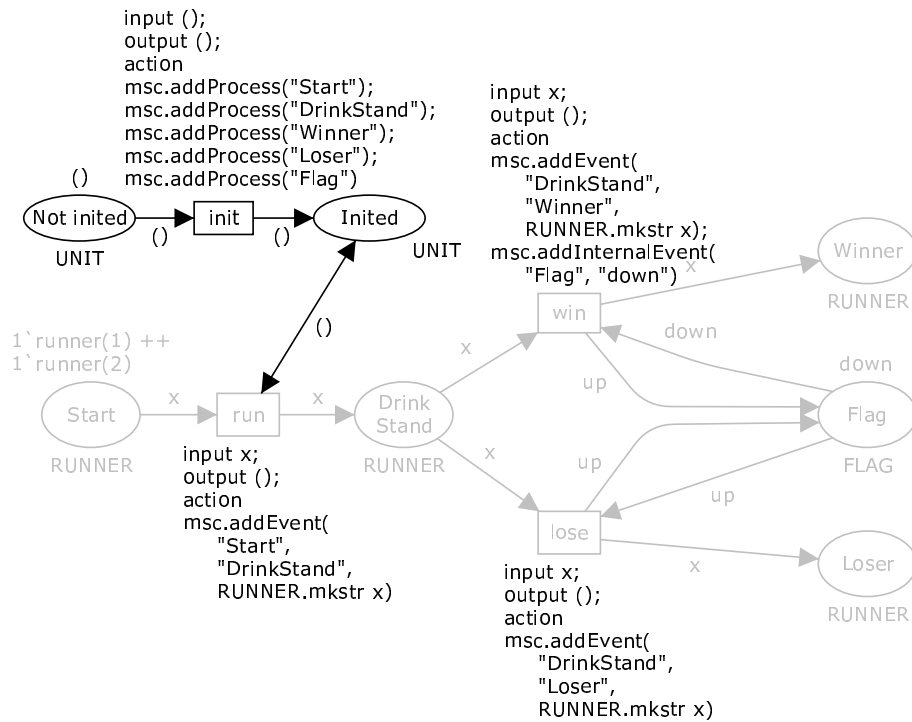 input ();
output ();
action
msc.addProcess("Start");
msc.addProcess("DrinkStand");
msc.addProcess("Winner");
msc.addProcess("Loser");
msc.addProcess("Flag")
()
Not inited
UNIT
()
init
()
Inited
UNIT
()
input x;
output ();
action
msc.addEvent(
"DrinkStand",
"Winner",
RUNNER.mkstr x);
msc.addInternalEvent(
"Flag", "down")
x
Winner
RUNNER
win
down
down
1`runner(1) ++
1`runner(2)
Start
RUNNER
x
run
x
Drink
Stand
RUNNER
x
x
up
up
Flag
FLAG
up
input x;
output ();
action
msc.addEvent(
"Start",
"DrinkStand",
RUNNER.mkstr x)
lose
x
Loser
RUNNER
input x;
output ();
action
msc.addEvent(
"DrinkStand",
"Loser",
RUNNER.mkstr x)